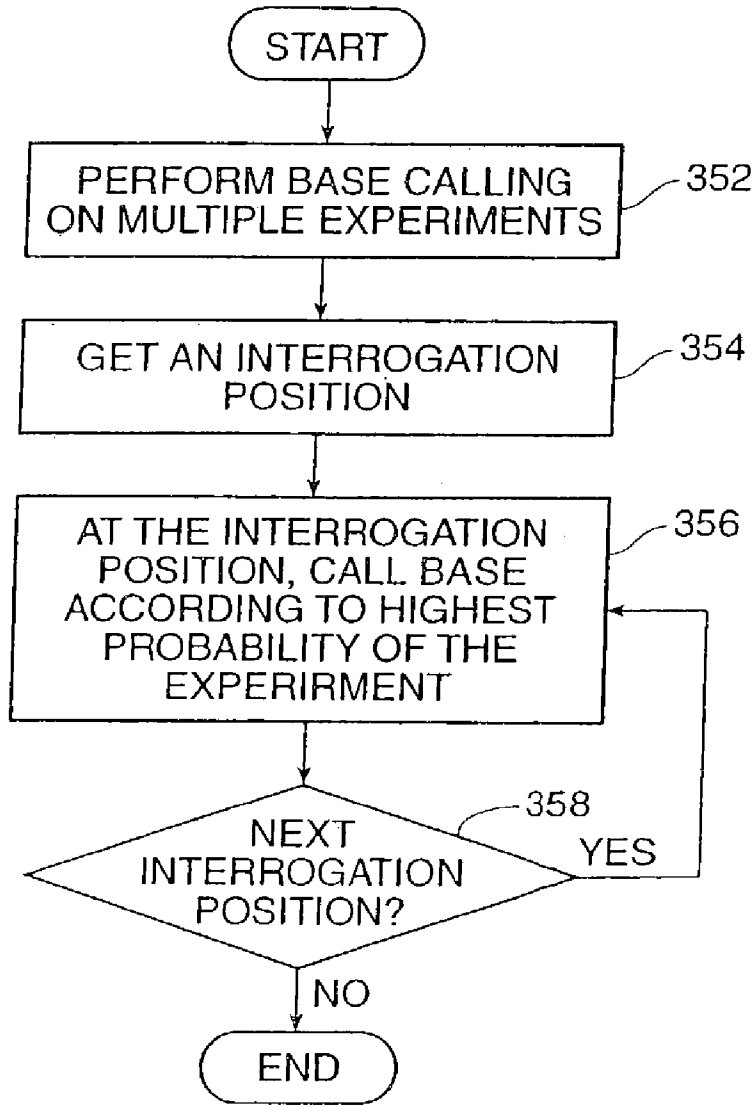 START
PERFORM BASE CALLING
ON MULTIPLE EXPERIMENTS
352
GET AN INTERROGATION
POSITION
354
AT THE INTERROGATION
POSITION, CALL BASE
ACCORDING TO HIGHEST
PROBABILITY OF THE
EXPERIRMENT
356
NEXT
INTERROGATION
POSITION?
358
YES
NO
END